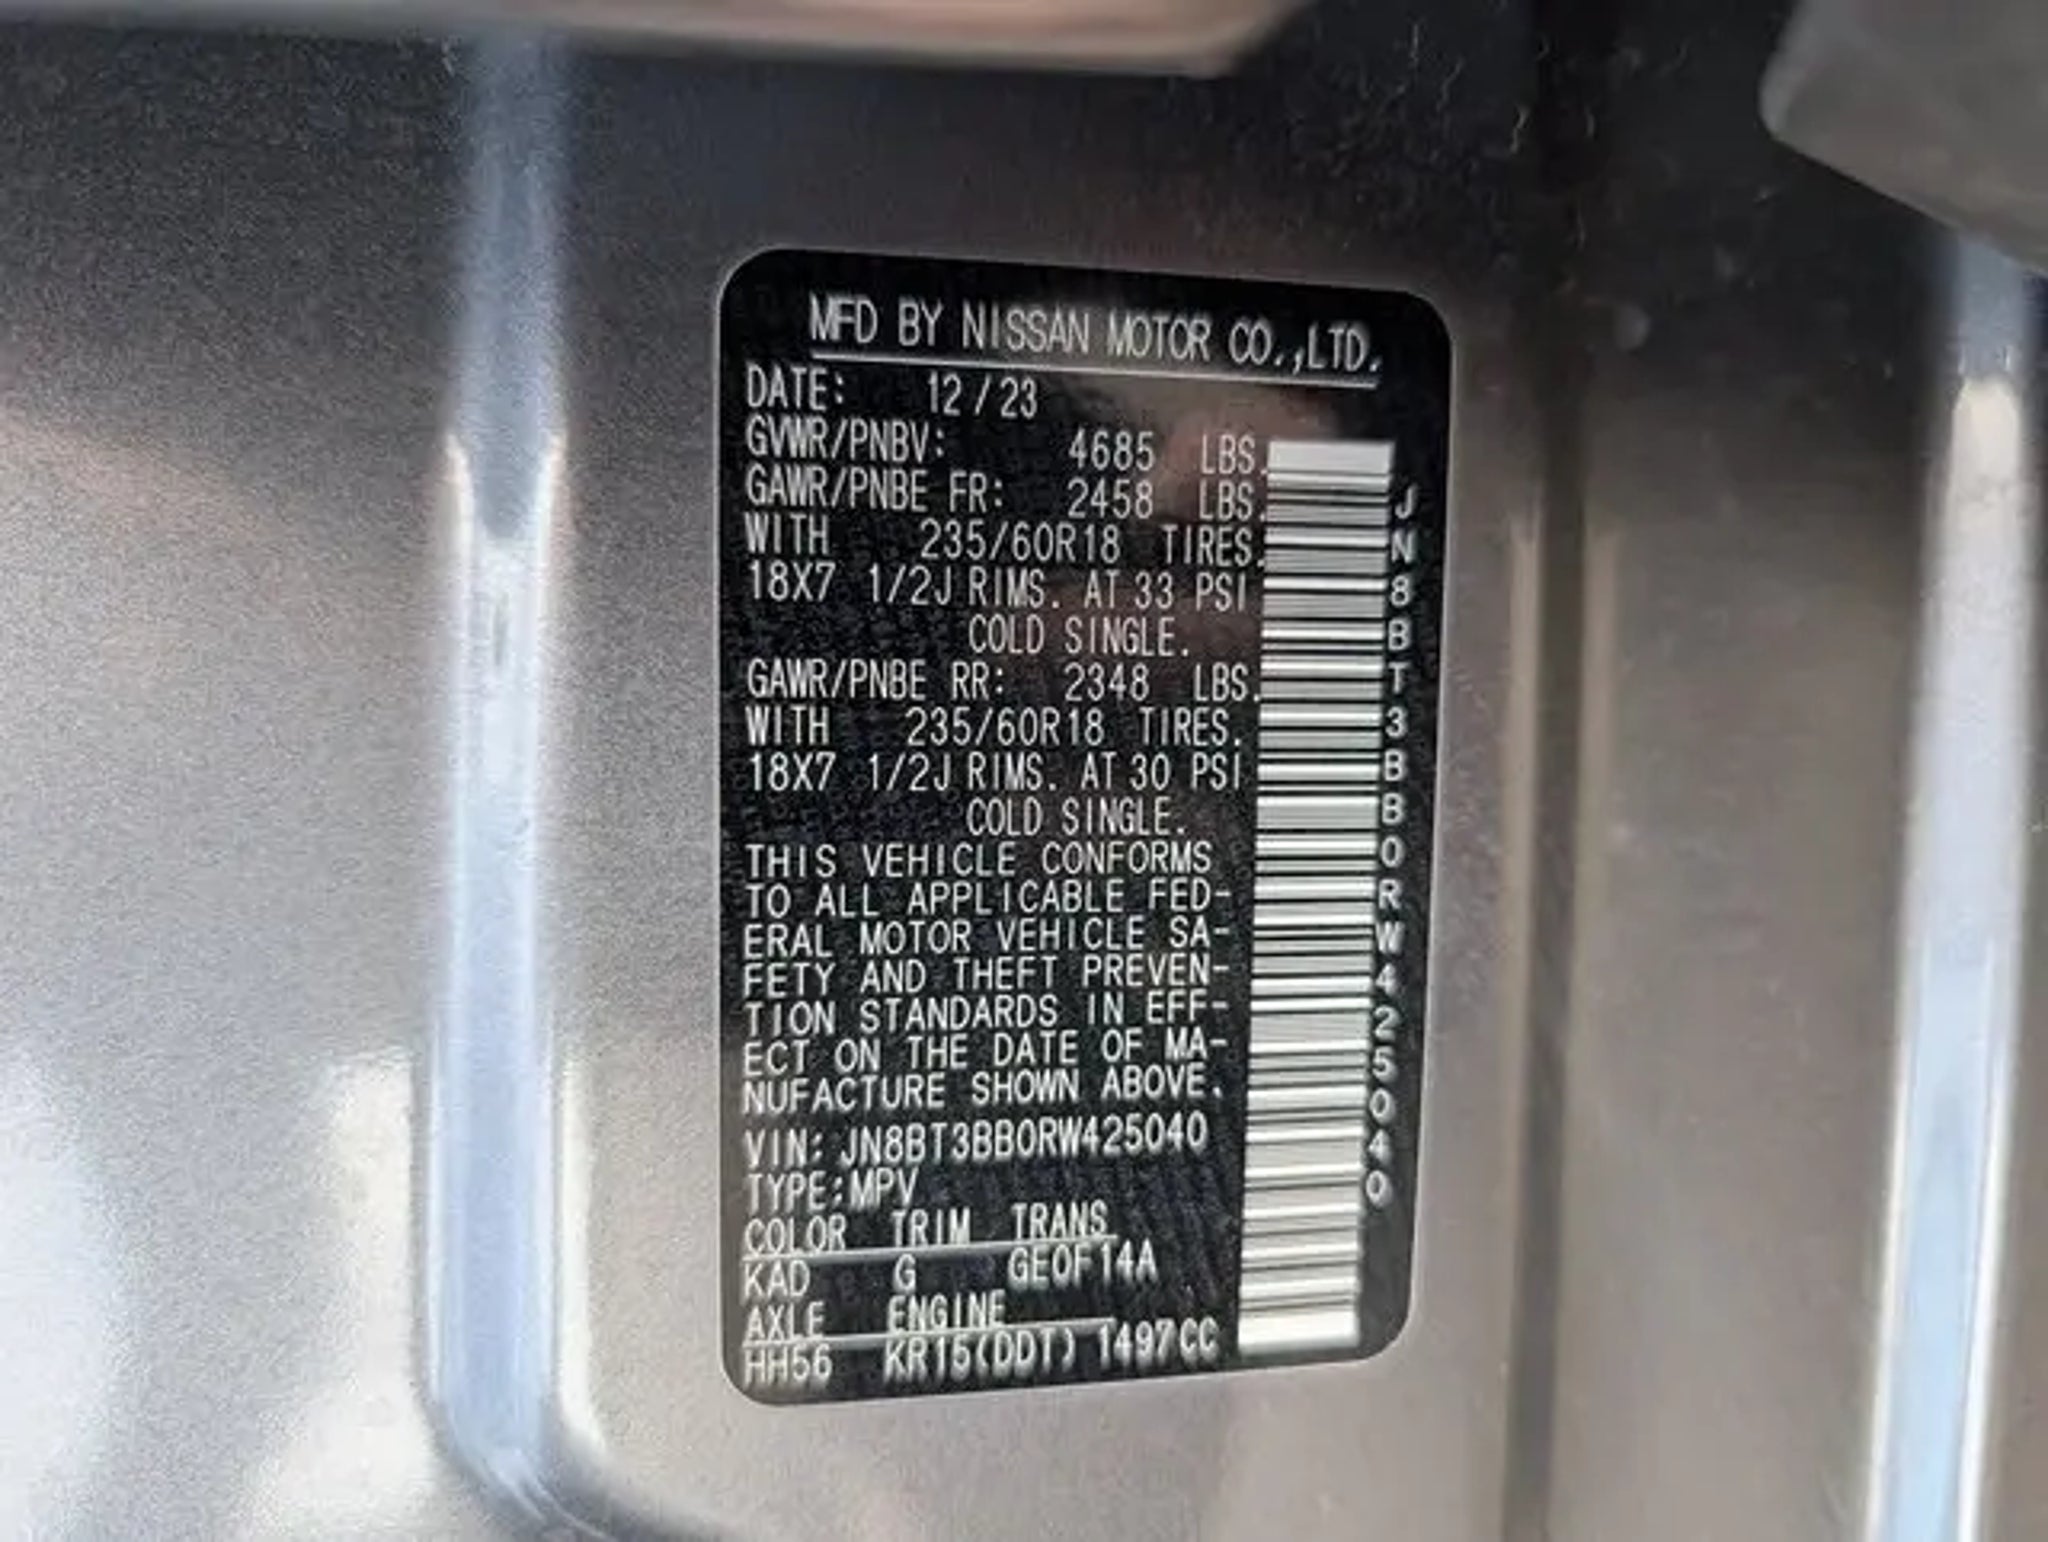 MFD BY NISSAN MOTOR CO.,LTD.
DATE: 12/23
GVWR/PNBV: 4685 LBS.
GAWR/PNBE FR: 2458 LBS.
WITH 235/60R18 TIRES.
18X7 1/2J RIMS. AT 33 PSI
COLD SINGLE.
GAWR/PNBE RR: 2348 LBS.
WITH 235/60R18 TIRES.
18X7 1/2J RIMS. AT 30 PSI
COLD SINGLE.
THIS VEHICLE CONFORMS
TO ALL APPLICABLE FED-
ERAL MOTOR VEHICLE SA-
FETY AND THEFT PREVEN-
TION STANDARDS IN EFF-
ECT ON THE DATE OF MA-
NUFACTURE SHOWN ABOVE.
VIN: JN8BT3BB0RW425040
TYPE:MPV
COLOR TRIM TRANS
KAD G GE0F14A
AXLE ENGINE
HH56 KR15(DDT) 1497CC
JN8BT3BB0RW425040